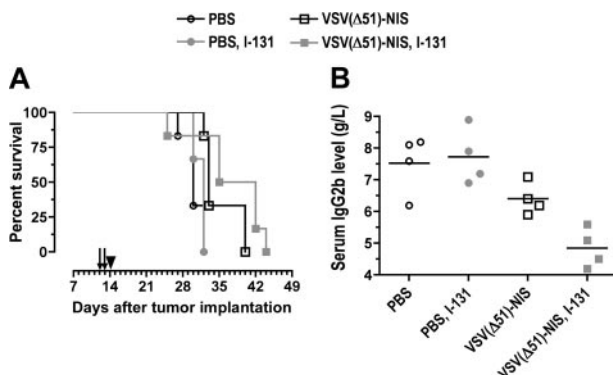 PBS
VSV(Δ51)-NIS
PBS, I-131
VSV(Δ51)-NIS, I-131
A
Percent survival
100
75
50
25
0
7 14 21 28 35 42 49
Days after tumor implantation
B
Serum IgG2b level (g/L)
9
8
7
6
5
4
PBS
PBS, I-131
VSV(Δ51)-NIS
VSV(Δ51)-NIS, I-131